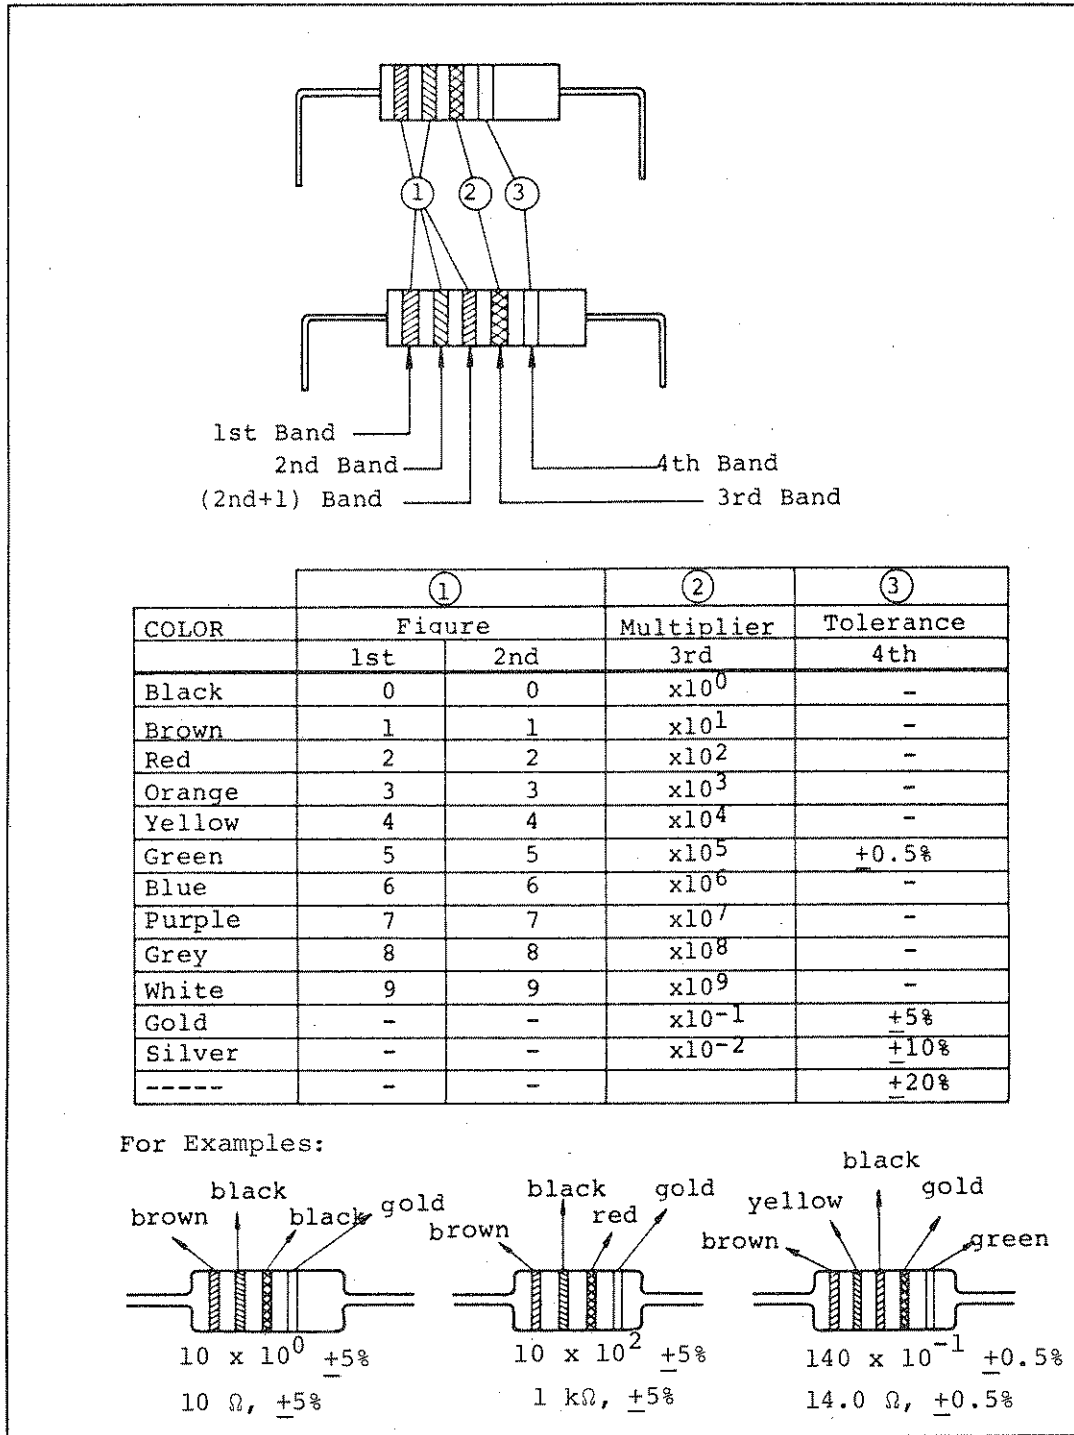 1 2 3
1st Band
2nd Band 4th Band
(2nd+1) Band 3rd Band
1 2 3
COLOR Figure Multiplier Tolerance
1st 2nd 3rd 4th
Black 0 0 x10⁰ -
Brown 1 1 x10¹ -
Red 2 2 x10² -
Orange 3 3 x10³ -
Yellow 4 4 x10⁴ -
Green 5 5 x10⁵ ±0.5%
Blue 6 6 x10⁶ -
Purple 7 7 x10⁷ -
Grey 8 8 x10⁸ -
White 9 9 x10⁹ -
Gold - - x10⁻¹ ±5%
Silver - - x10⁻² ±10%
----- - - ±20%
For Examples:
brown black black gold
10 x 10⁰ ±5%
10 Ω, ±5%
brown black red gold
10 x 10² ±5%
1 kΩ, ±5%
brown yellow black gold green
140 x 10⁻¹ ±0.5%
14.0 Ω, ±0.5%